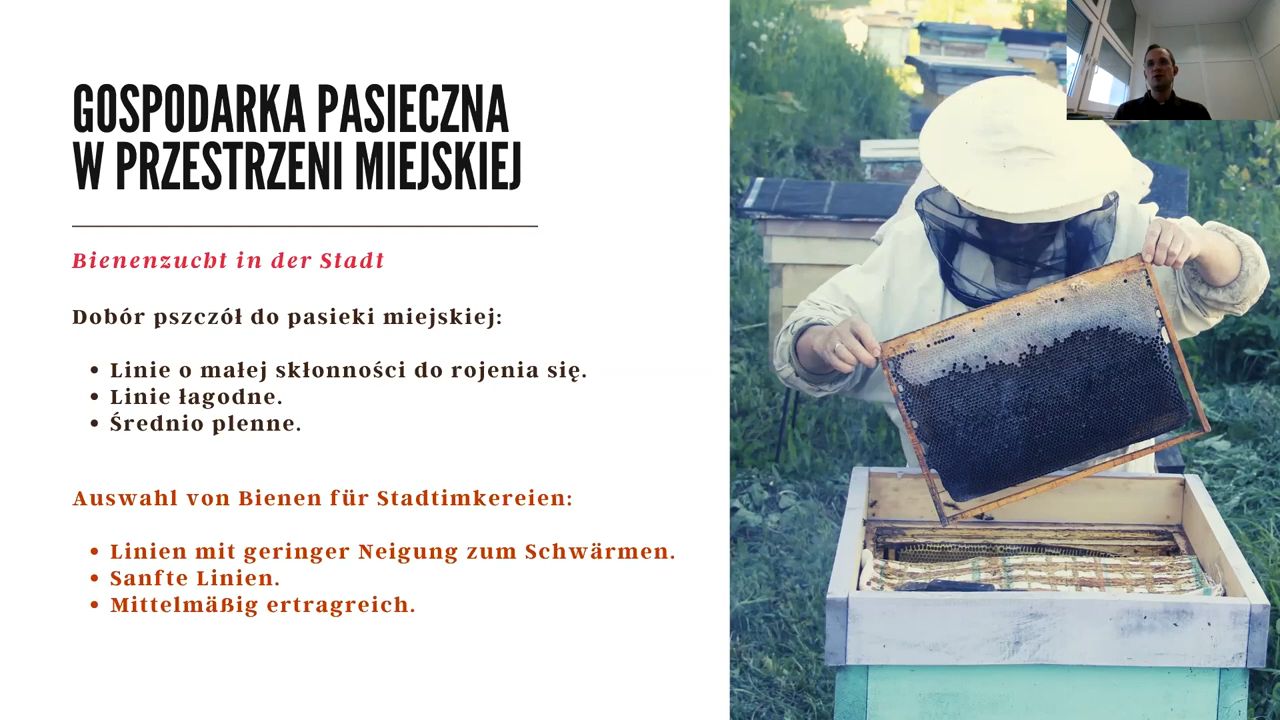 GOSPODARKA PASIECZNA
W PRZESTRZENI MIEJSKIEJ
Bienenzucht in der Stadt
Dobór pszczół do pasieki miejskiej:
• Linie o małej skłonności do rojenia się.
• Linie łagodne.
• Średnio plenne.
Auswahl von Bienen für Stadtimkereien:
• Linien mit geringer Neigung zum Schwärmen.
• Sanfte Linien.
• Mittelmäßig ertragreich.